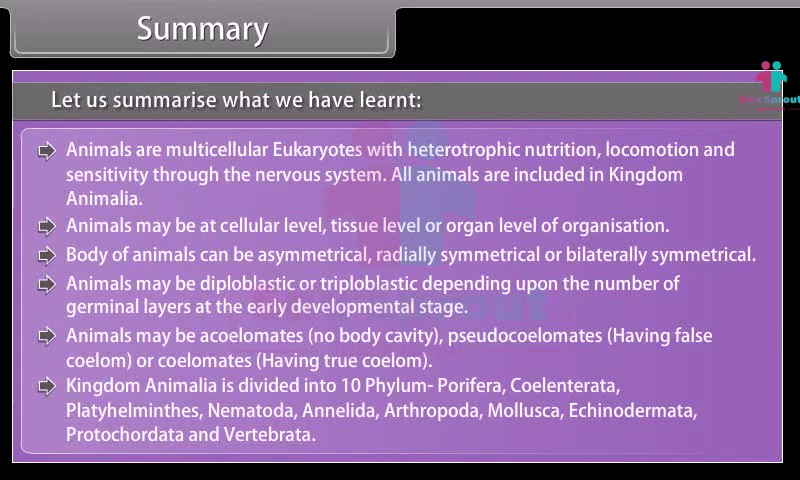 Summary
Let us summarise what we have learnt:
Animals are multicellular Eukaryotes with heterotrophic nutrition, locomotion and
sensitivity through the nervous system. All animals are included in Kingdom
Animalia.
Animals may be at cellular level, tissue level or organ level of organisation.
Body of animals can be asymmetrical, radially symmetrical or bilaterally symmetrical.
Animals may be diploblastic or triploblastic depending upon the number of
germinal layers at the early developmental stage.
Animals may be acoelomates (no body cavity), pseudocoelomates (Having false
coelom) or coelomates (Having true coelom).
Kingdom Animalia is divided into 10 Phylum- Porifera, Coelenterata,
Platyhelminthes, Nematoda, Annelida, Arthropoda, Mollusca, Echinodermata,
Protochordata and Vertebrata.